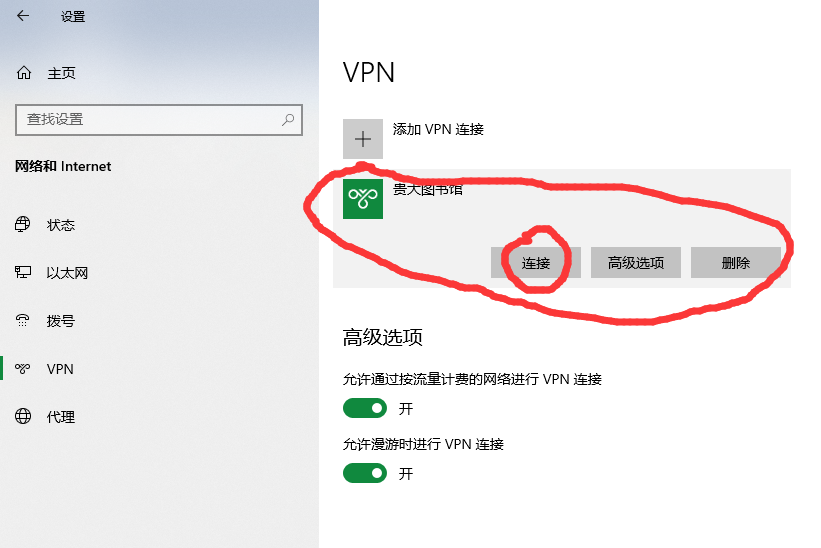 设置
主页
查找设置
网络和 Internet
状态
以太网
拨号
VPN
代理
VPN
添加 VPN 连接
贵大图书馆
连接 高级选项 删除
高级选项
允许通过按流量计费的网络进行 VPN 连接
开
允许漫游时进行 VPN 连接
开